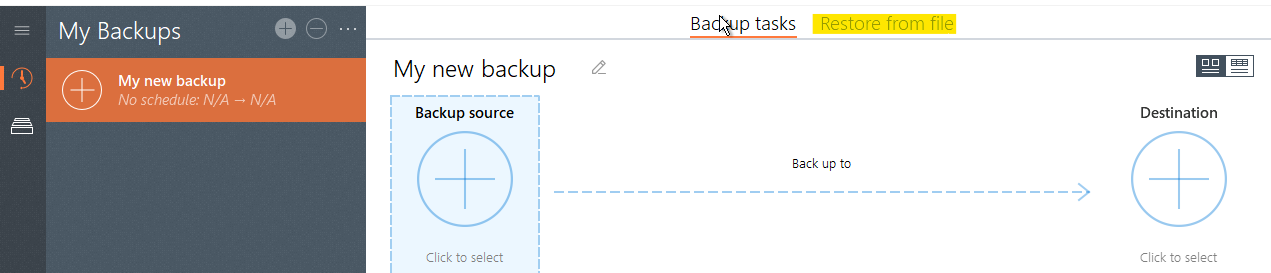 My Backups
Backup tasks Restore from file
My new backup
No schedule: N/A → N/A
My new backup
Backup source
Destination
Back up to
Click to select
Click to select